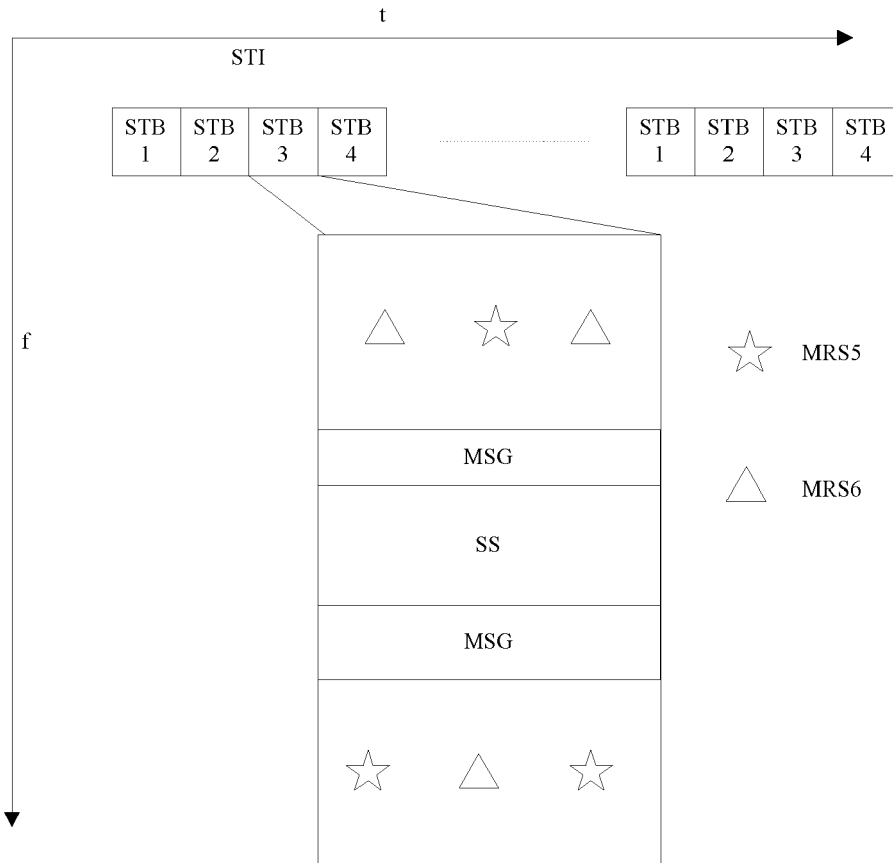 t
STI
STB 1
STB 2
STB 3
STB 4
STB 1
STB 2
STB 3
STB 4
f
MRS5
MSG
MRS6
SS
MSG